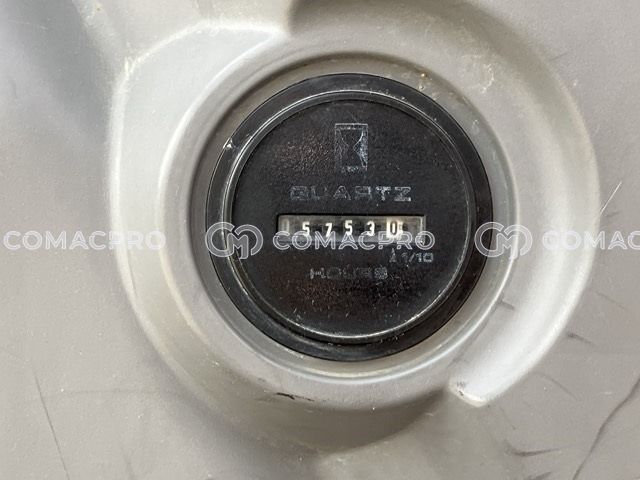 QUARTZ
57530
1/10
HOURS
COMACPRO COMACPRO COMACPRO